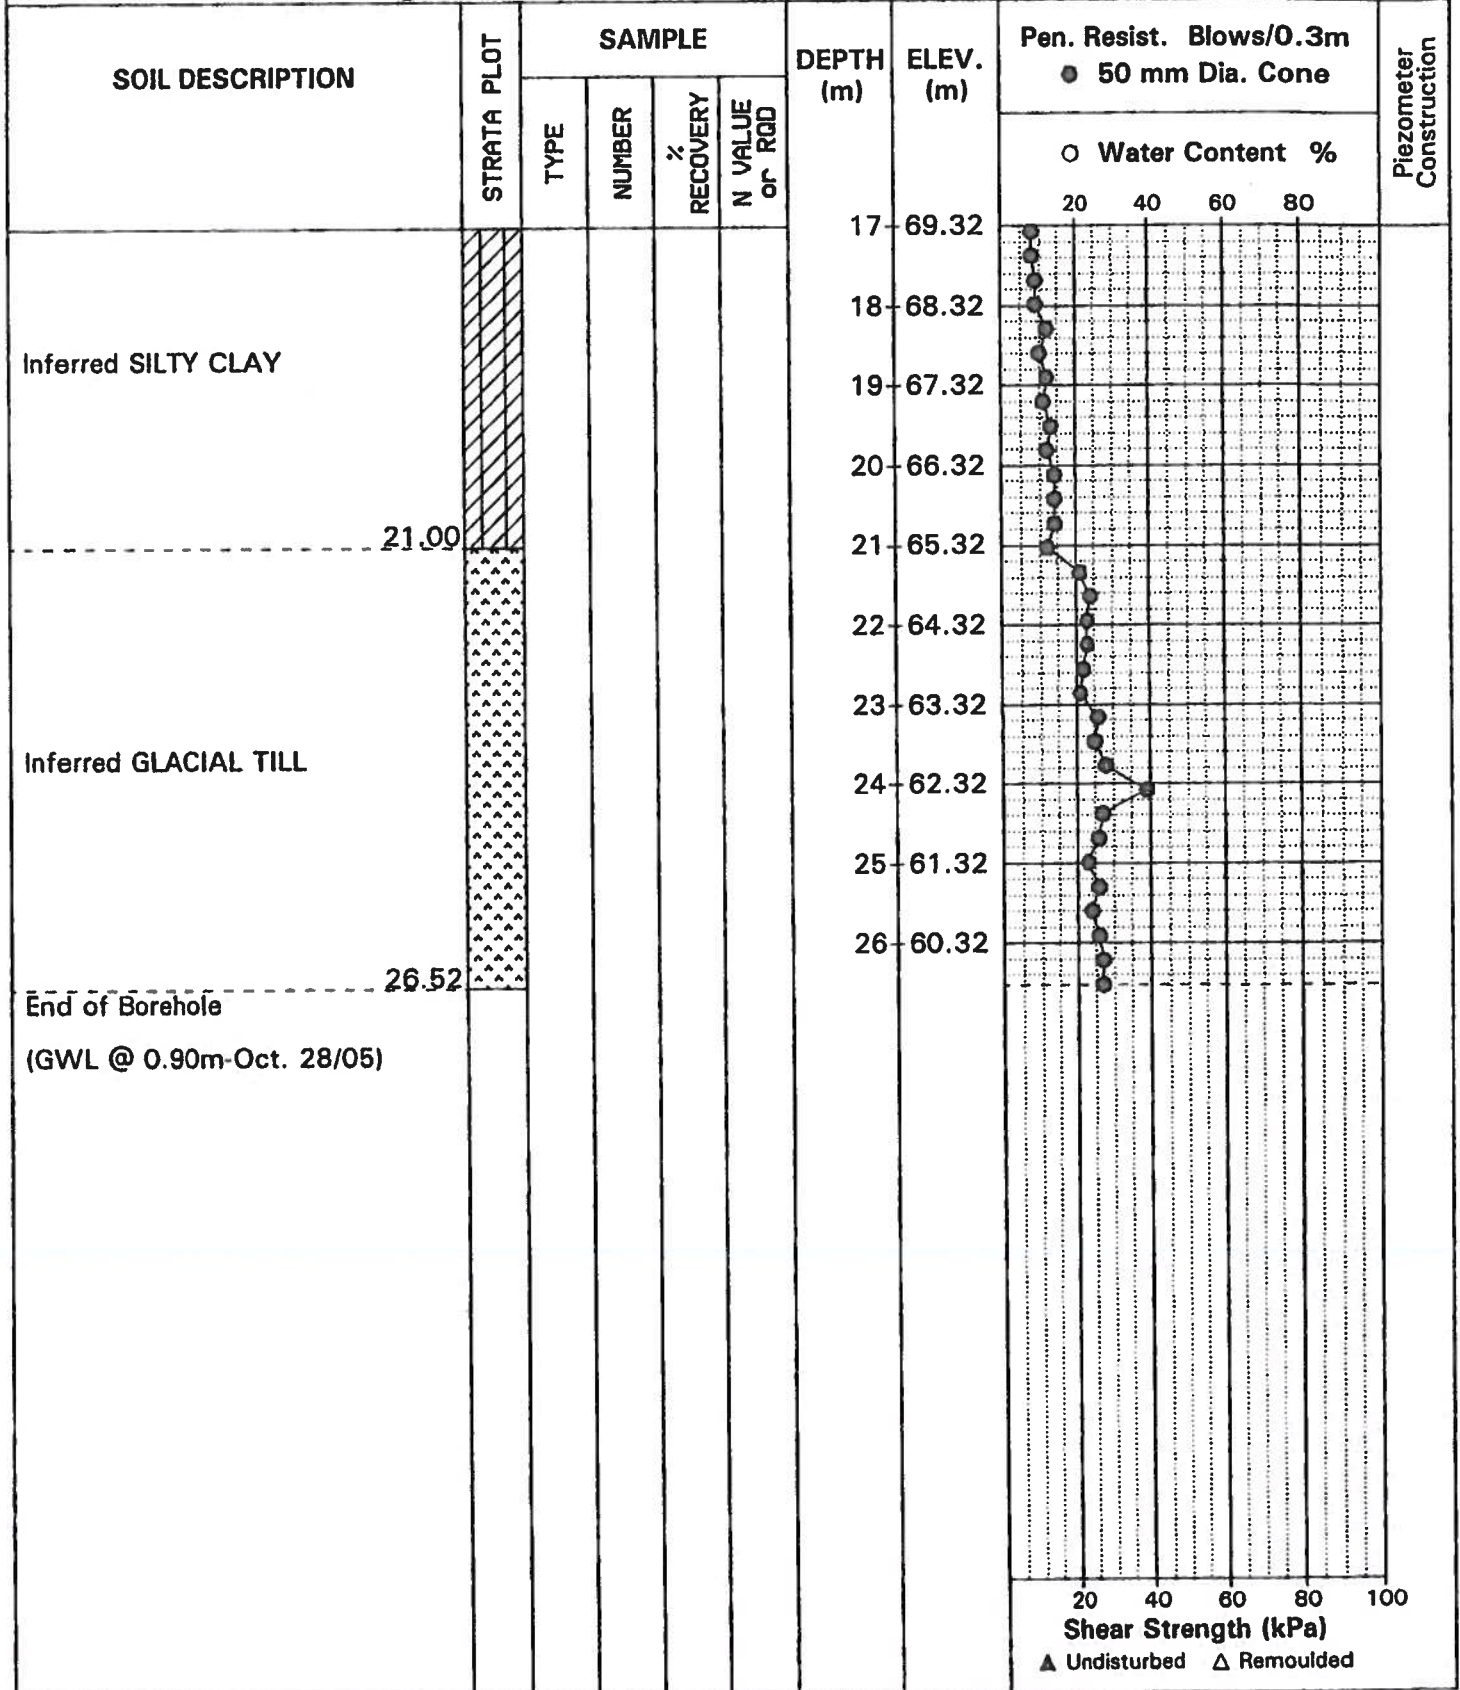 SOIL DESCRIPTION
STRATA PLOT
SAMPLE
TYPE
NUMBER
%
RECOVERY
N VALUE
or RQD
DEPTH
(m)
ELEV.
(m)
Pen. Resist. Blows/0.3m
● 50 mm Dia. Cone
○ Water Content %
20 40 60 80
Piezometer
Construction
17 69.32
18 68.32
Inferred SILTY CLAY
19 67.32
20 66.32
21.00
21 65.32
22 64.32
23 63.32
Inferred GLACIAL TILL
24 62.32
25 61.32
26 60.32
26.52
End of Borehole
(GWL @ 0.90m-Oct. 28/05)
20 40 60 80 100
Shear Strength (kPa)
▲ Undisturbed △ Remoulded